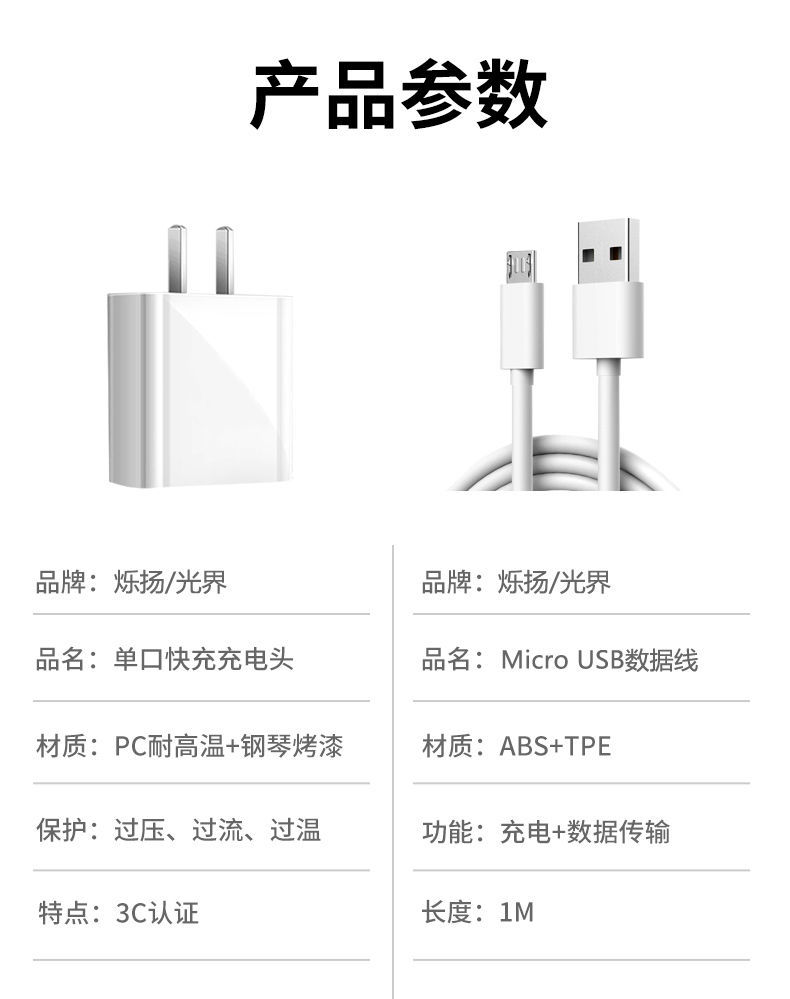 产品参数
品牌：烁扬/光界
品名：单口快充充电头
材质：PC耐高温+钢琴烤漆
保护：过压、过流、过温
特点：3C认证
品牌：烁扬/光界
品名：Micro USB数据线
材质：ABS+TPE
功能：充电+数据传输
长度：1M